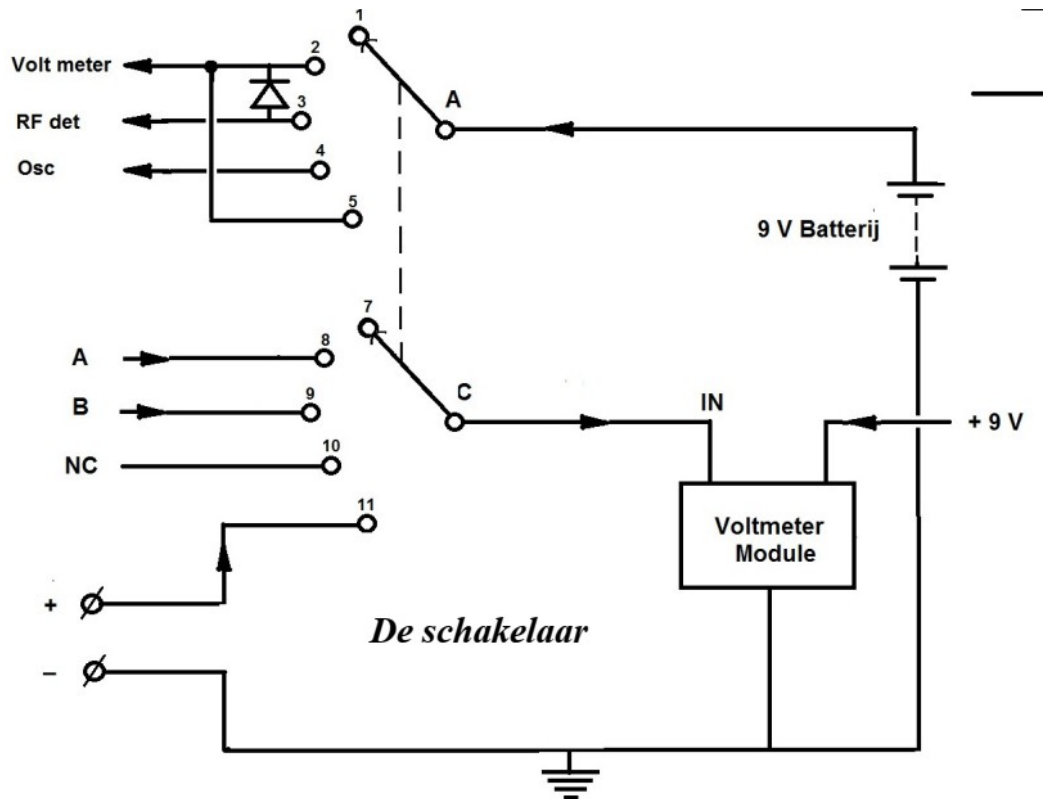 1
2
Volt meter
A
3
RF det
4
Osc
5
9 V Batterij
7
8
A
C
9
B
IN
+ 9 V
10
NC
11
Voltmeter
Module
+
De schakelaar
–